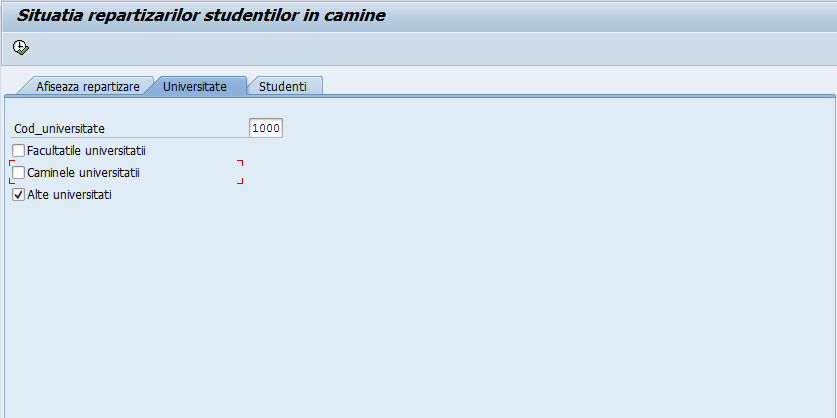 Situatia repartizarilor studentilor in camine
Afiseaza repartizare Universitate Studenti
Cod_universitate 1000
Facultatile universitatii
Caminele universitatii
Alte universitati